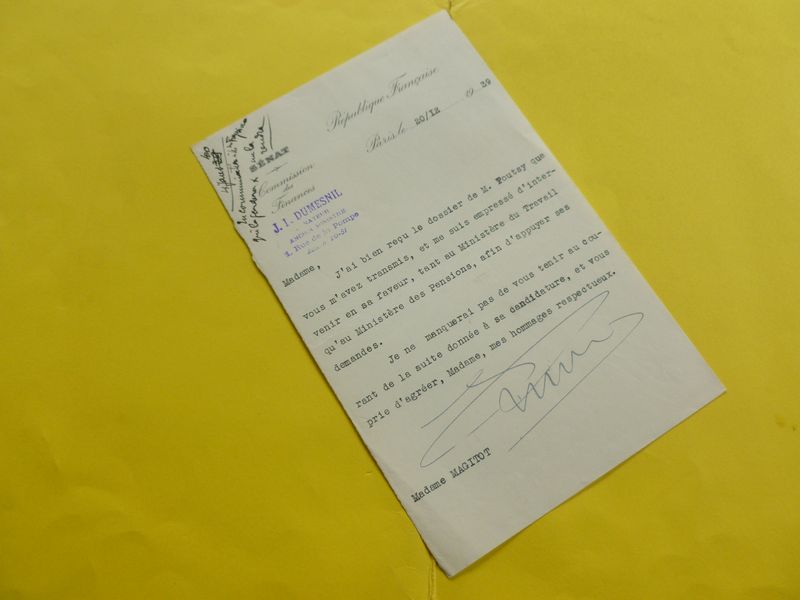 République Française
Paris, le 20/12 1939
SÉNAT
Commission
des
Finances
J. L. DUMESNIL
2, Rue de la Pompe
Madame,
J'ai bien reçu le dossier de M. Poutsy que
vous m'avez transmis, et me suis empressé d'inter-
venir en sa faveur, tant au Ministère du Travail
qu'au Ministère des Pensions, afin d'appuyer ses
demandes.
Je ne manquerai pas de vous tenir au cou-
rant de la suite donnée à sa candidature, et vous
prie d'agréer, Madame, mes hommages respectueux.
Madame MAGITOT